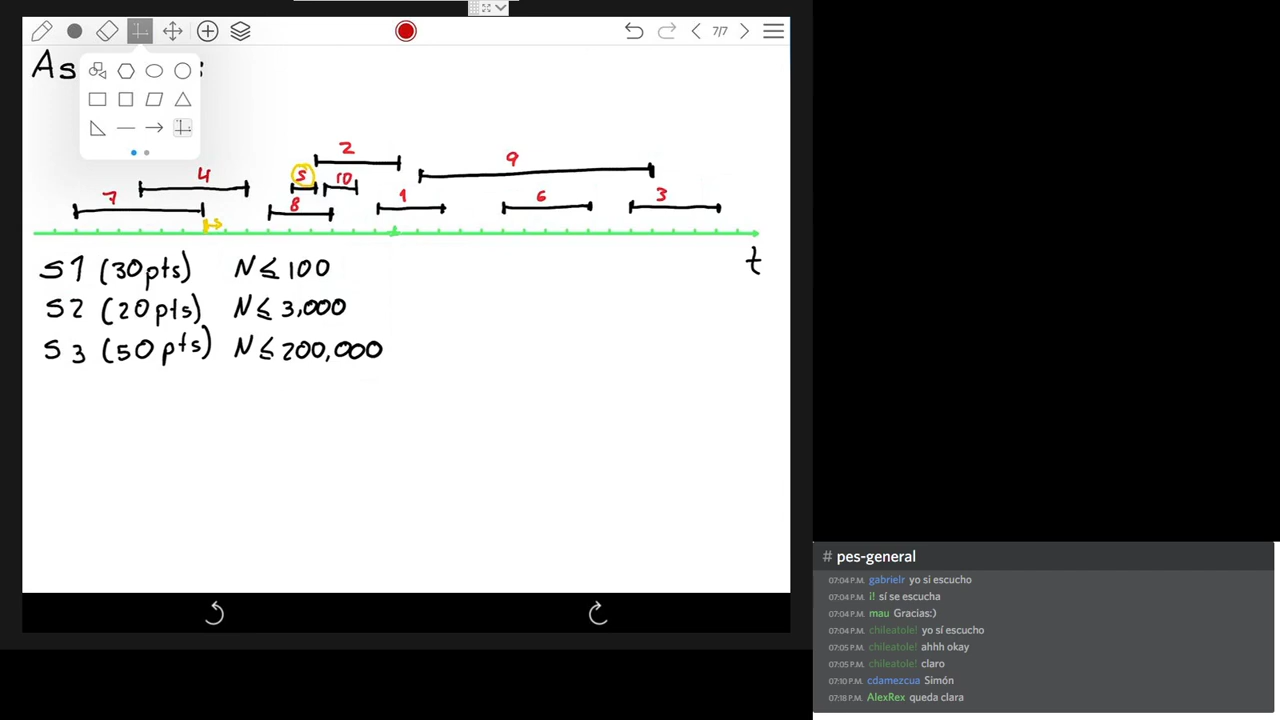 7/7
As
2
9
4
5
10
7
8
1
6
3
t
S1 (30pts) N ≤ 100
S2 (20pts) N ≤ 3,000
S3 (50pts) N ≤ 200,000
# pes-general
07:04 P.M. gabrielr yo si escucho
07:04 P.M. i! sí se escucha
07:04 P.M. mau Gracias:)
07:04 P.M. chileatole! yo sí escucho
07:05 P.M. chileatole! ahhh okay
07:05 P.M. chileatole! claro
07:10 P.M. cdamezcua Simón
07:18 P.M. AlexRex queda clara